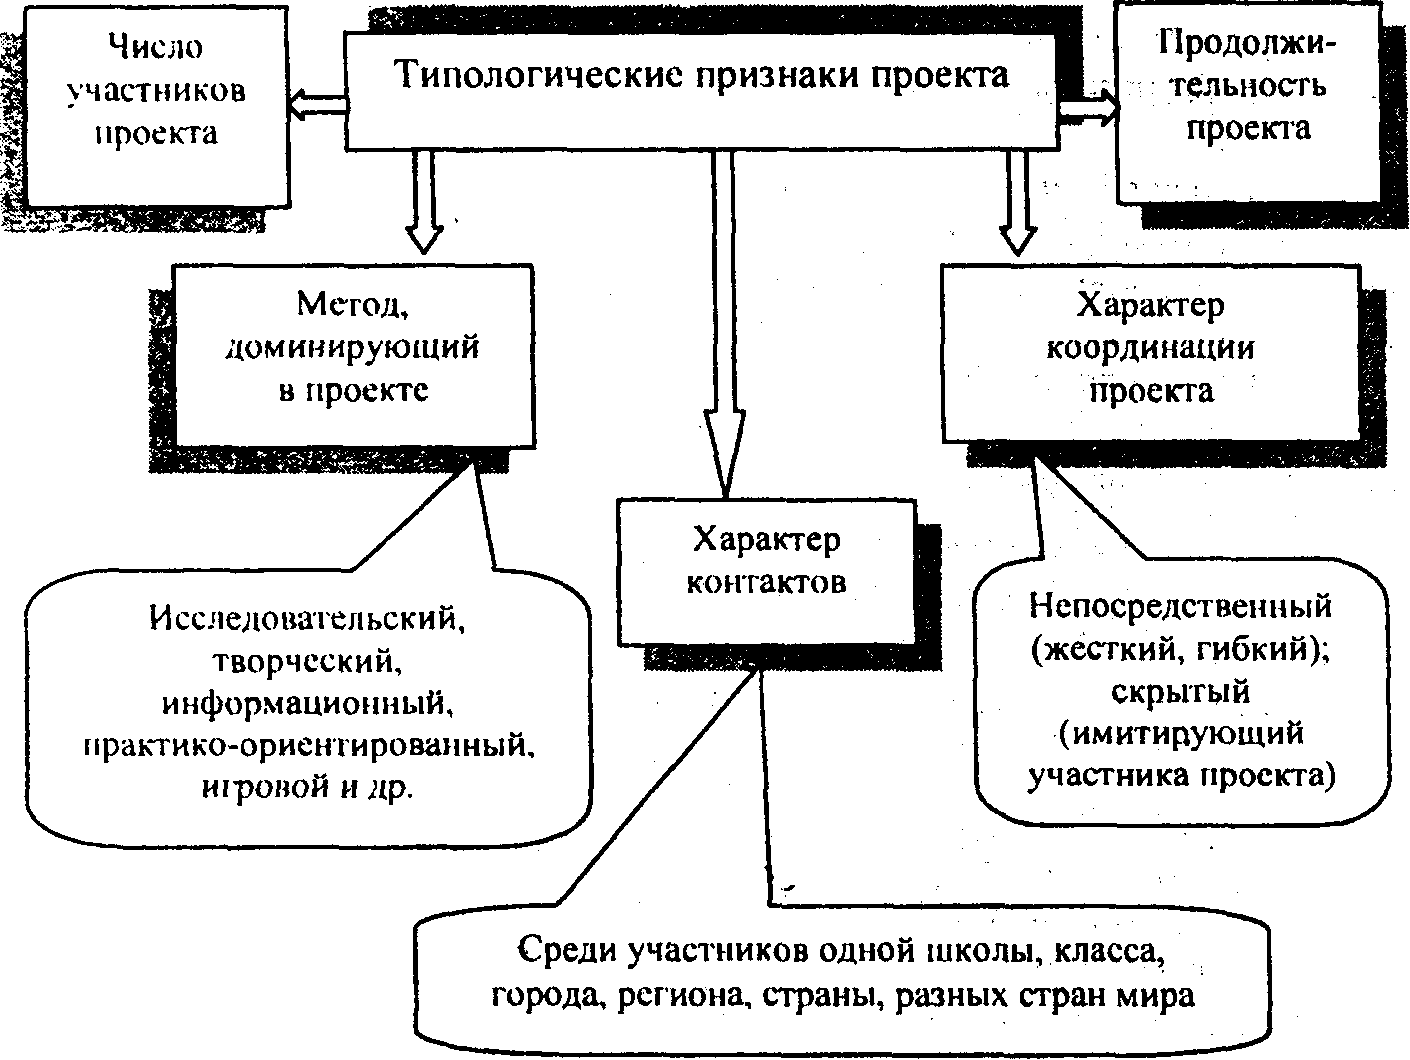 Число
участников
проекта
Типологические признаки проекта
Продолжи-
тельность
проекта
Метод,
доминирующий
в проекте
Характер
координации
проекта
Характер
контактов
Исследовательский,
творческий,
информационный,
практико-ориентированный,
игровой и др.
Непосредственный
(жесткий, гибкий);
скрытый
(имитирующий
участника проекта)
Среди участников одной школы, класса,
города, региона, страны, разных стран мира